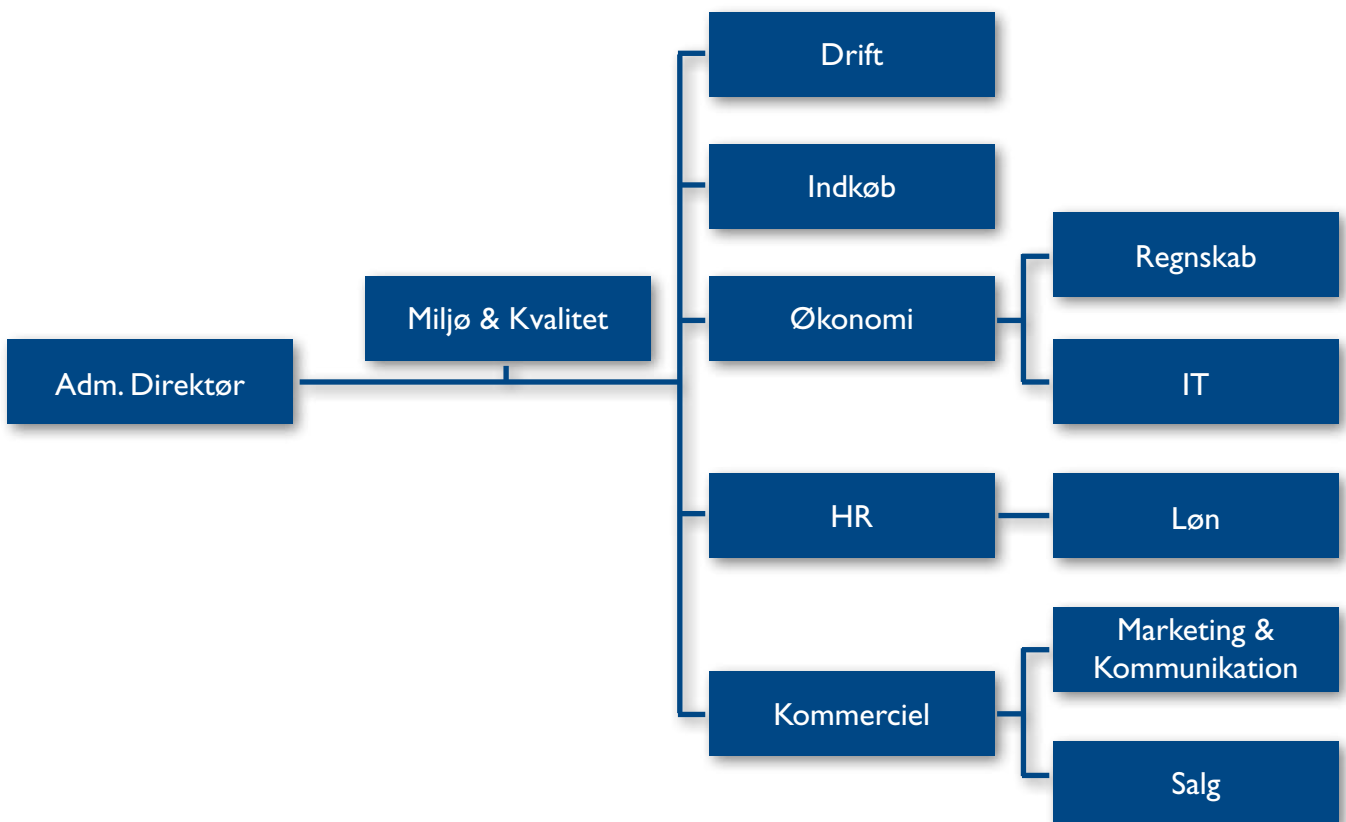 Drift
Indkøb
Regnskab
Miljø & Kvalitet
Økonomi
Adm. Direktør
IT
HR
Løn
Marketing &
Kommunikation
Kommerciel
Salg